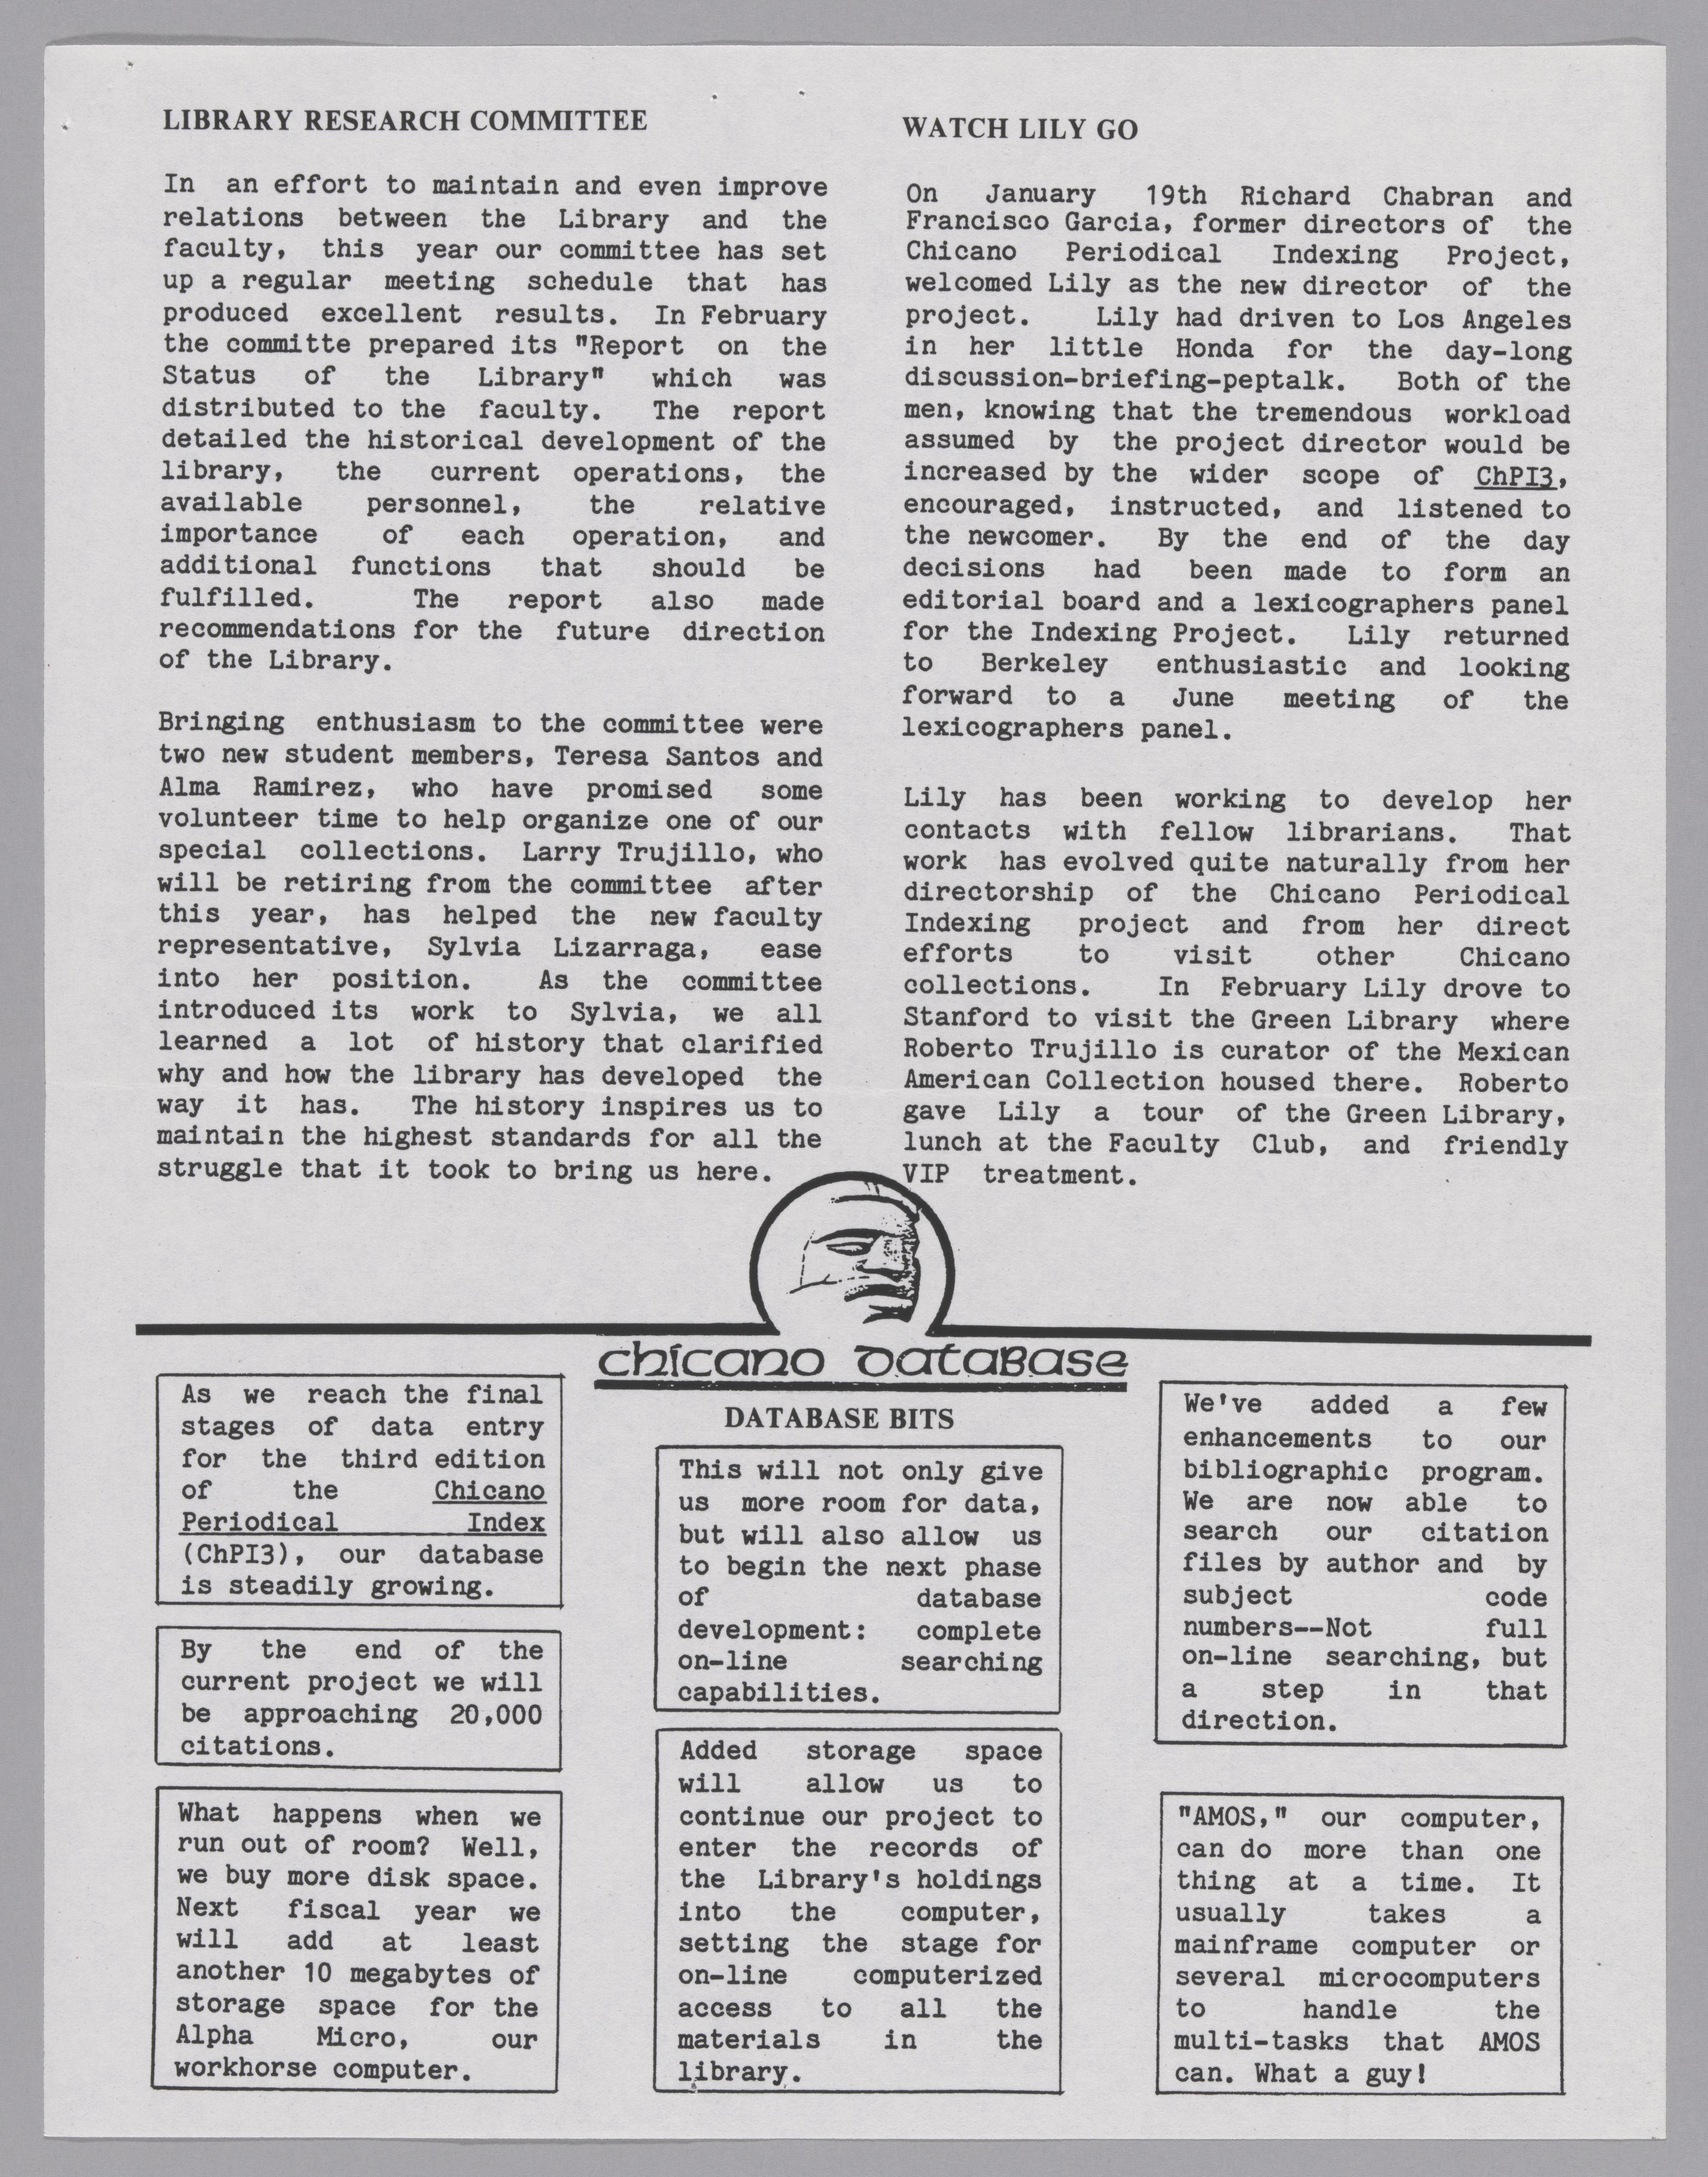 LIBRARY RESEARCH COMMITTEE
In an effort to maintain and even improve
relations between the Library and the
faculty, this year our committee has set
up a regular meeting schedule that has
produced excellent results. In February
the committe prepared its "Report on the
Status of the Library" which was
distributed to the faculty. The report
detailed the historical development of the
library, the current operations, the
available personnel, the relative
importance of each operation, and
additional functions that should be
fulfilled. The report also made
recommendations for the future direction
of the Library.
Bringing enthusiasm to the committee were
two new student members, Teresa Santos and
Alma Ramirez, who have promised some
volunteer time to help organize one of our
special collections. Larry Trujillo, who
will be retiring from the committee after
this year, has helped the new faculty
representative, Sylvia Lizarraga, ease
into her position. As the committee
introduced its work to Sylvia, we all
learned a lot of history that clarified
why and how the library has developed the
way it has. The history inspires us to
maintain the highest standards for all the
struggle that it took to bring us here.
WATCH LILY GO
On January 19th Richard Chabran and
Francisco Garcia, former directors of the
Chicano Periodical Indexing Project,
welcomed Lily as the new director of the
project. Lily had driven to Los Angeles
in her little Honda for the day-long
discussion-briefing-peptalk. Both of the
men, knowing that the tremendous workload
assumed by the project director would be
increased by the wider scope of ChPI3,
encouraged, instructed, and listened to
the newcomer. By the end of the day
decisions had been made to form an
editorial board and a lexicographers panel
for the Indexing Project. Lily returned
to Berkeley enthusiastic and looking
forward to a June meeting of the
lexicographers panel.
Lily has been working to develop her
contacts with fellow librarians. That
work has evolved quite naturally from her
directorship of the Chicano Periodical
Indexing project and from her direct
efforts to visit other Chicano
collections. In February Lily drove to
Stanford to visit the Green Library where
Roberto Trujillo is curator of the Mexican
American Collection housed there. Roberto
gave Lily a tour of the Green Library,
lunch at the Faculty Club, and friendly
VIP treatment.
chicano database
DATABASE BITS
As we reach the final
stages of data entry
for the third edition
of the Chicano
Periodical Index
(ChPI3), our database
is steadily growing.
By the end of the
current project we will
be approaching 20,000
citations.
What happens when we
run out of room? Well,
we buy more disk space.
Next fiscal year we
will add at least
another 10 megabytes of
storage space for the
Alpha Micro, our
workhorse computer.
This will not only give
us more room for data,
but will also allow us
to begin the next phase
of database
development: complete
on-line searching
capabilities.
Added storage space
will allow us to
continue our project to
enter the records of
the Library's holdings
into the computer,
setting the stage for
on-line computerized
access to all the
materials in the
library.
We've added a few
enhancements to our
bibliographic program.
We are now able to
search our citation
files by author and by
subject code
numbers--Not full
on-line searching, but
a step in that
direction.
"AMOS," our computer,
can do more than one
thing at a time. It
usually takes a
mainframe computer or
several microcomputers
to handle the
multi-tasks that AMOS
can. What a guy!